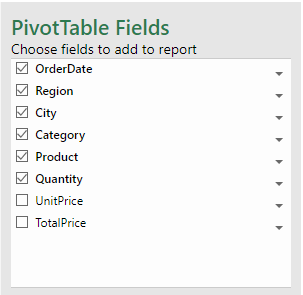 PivotTable Fields
Choose fields to add to report
OrderDate
Region
City
Category
Product
Quantity
UnitPrice
TotalPrice